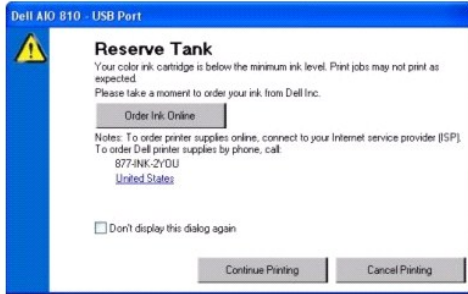 Dell AIO 810 - USB Port
Reserve Tank
Your color ink cartridge is below the minimum ink level. Print jobs may not print as
expected.
Please take a moment to order your ink from Dell Inc.
Order Ink Online
Notes: To order printer supplies online, connect to your Internet service provider (ISP).
To order Dell printer supplies by phone, call:
877-INK-2YOU
United States
Don't display this dialog again
Continue Printing
Cancel Printing